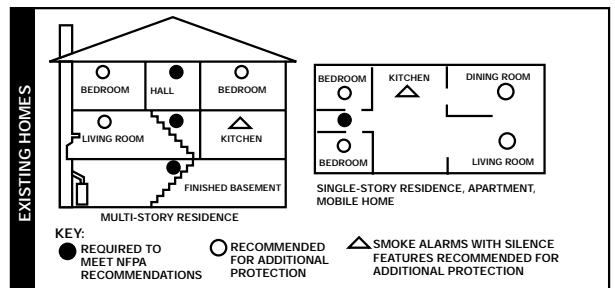 EXISTING HOMES
BEDROOM
HALL
BEDROOM
LIVING ROOM
KITCHEN
FINISHED BASEMENT
MULTI-STORY RESIDENCE
BEDROOM
KITCHEN
DINING ROOM
BEDROOM
LIVING ROOM
SINGLE-STORY RESIDENCE, APARTMENT,
MOBILE HOME
KEY:
REQUIRED TO
MEET NFPA
RECOMMENDATIONS
RECOMMENDED
FOR ADDITIONAL
PROTECTION
SMOKE ALARMS WITH SILENCE
FEATURES RECOMMENDED FOR
ADDITIONAL PROTECTION